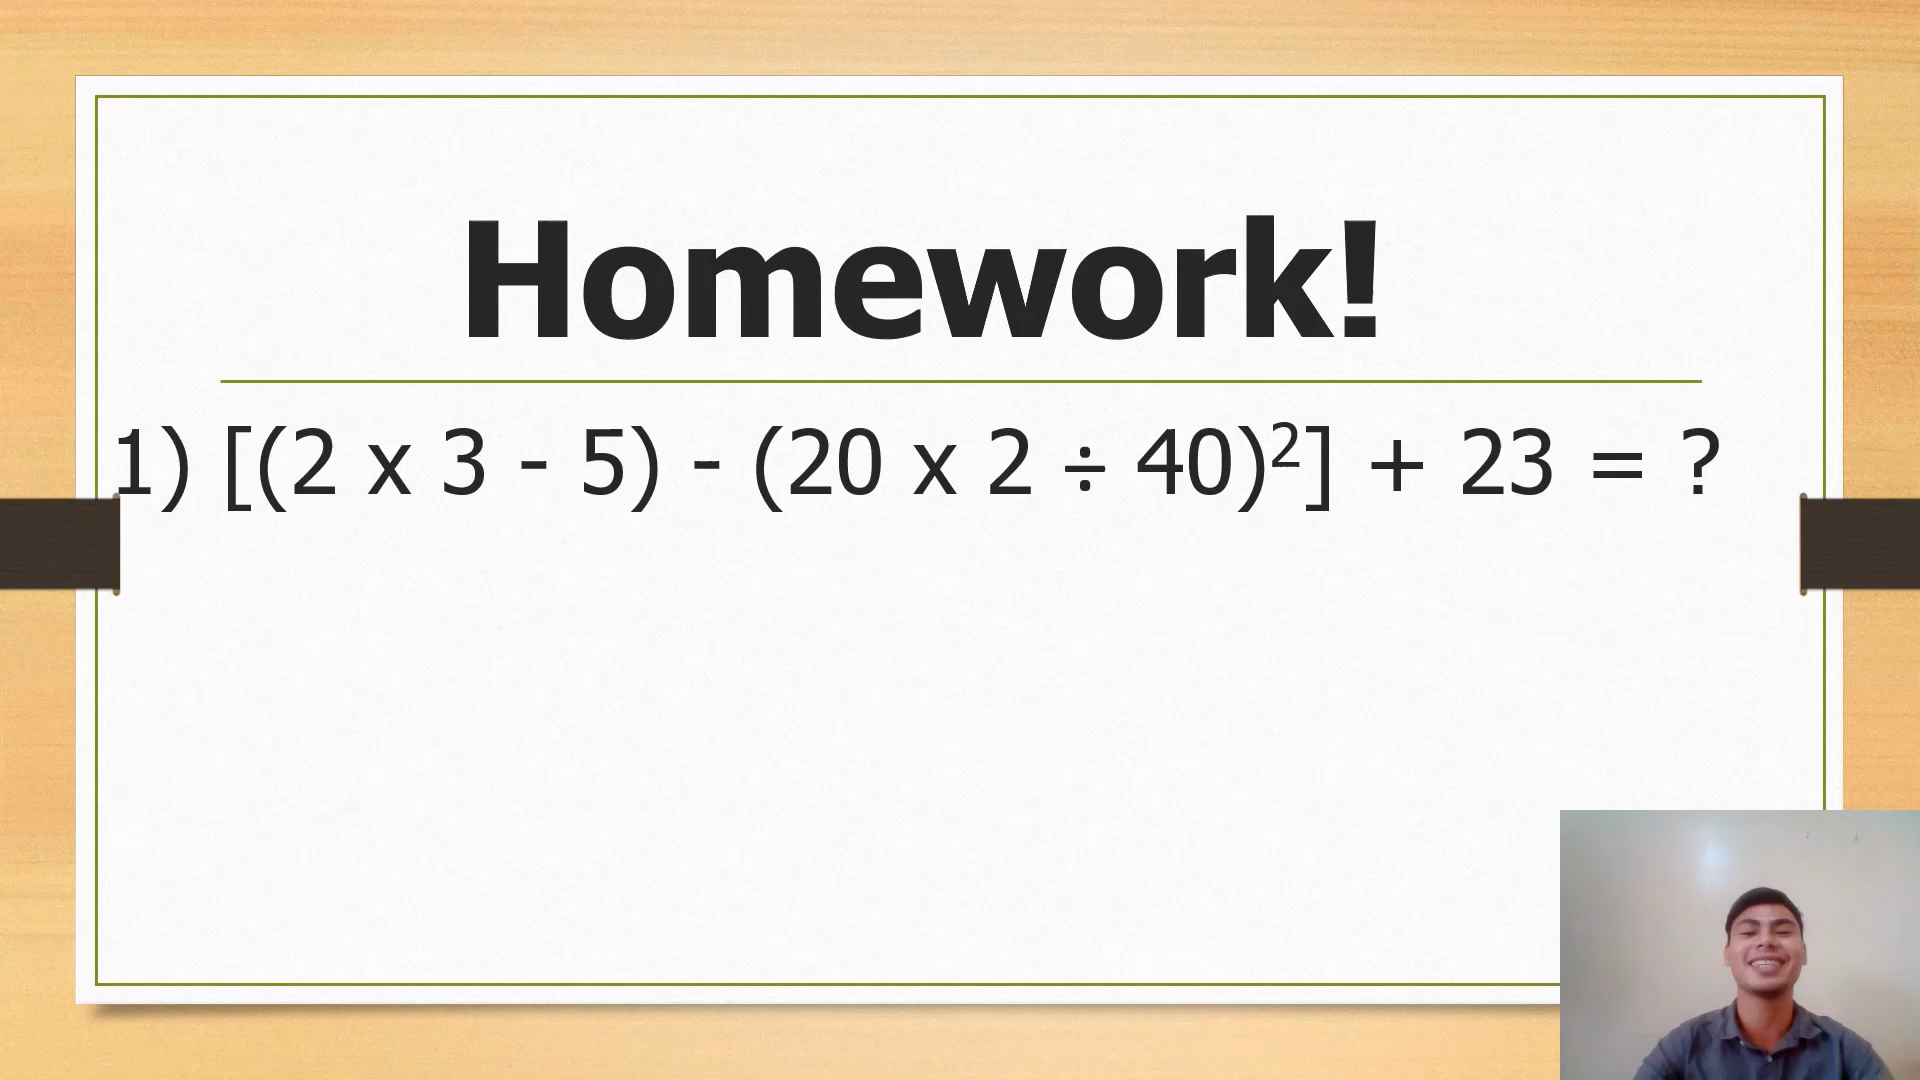 Homework!
1) [(2 x 3 - 5) - (20 x 2 ÷ 40)²] + 23 = ?